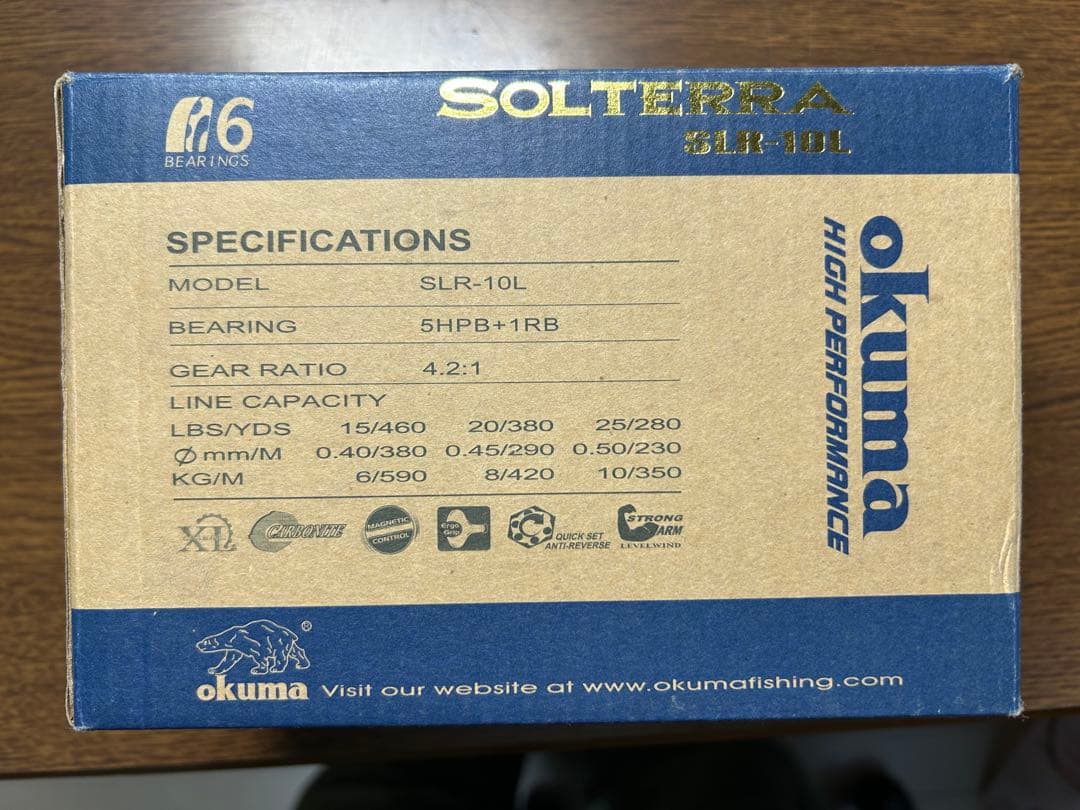 6
BEARINGS
SOLTERRA
SLR-10L
SPECIFICATIONS
MODEL SLR-10L
BEARING 5HPB+1RB
GEAR RATIO 4.2:1
LINE CAPACITY
LBS/YDS 15/460 20/380 25/280
Ø mm/M 0.40/380 0.45/290 0.50/230
KG/M 6/590 8/420 10/350
XL
CARBONITE
MAGNETIC
CONTROL
Ergo
Grip
QUICK SET
ANTI-REVERSE
STRONG
ARM
LEVELWIND
okuma
HIGH PERFORMANCE
®
okuma Visit our website at www.okumafishing.com